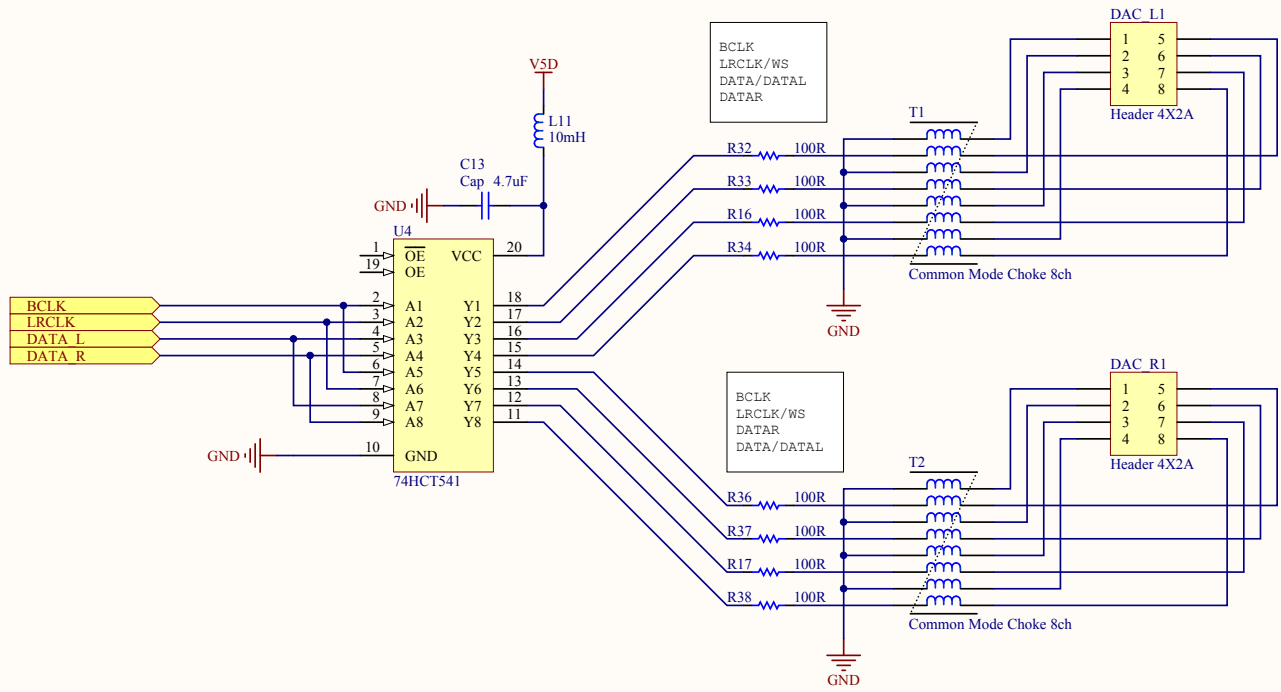 DAC_L1
1 5
2 6
3 7
4 8
Header 4X2A
BCLK
LRCLK/WS
DATA/DATAL
DATAR
V5D
L11
10mH
C13
Cap 4.7uF
GND
T1
R32 100R
R33 100R
R16 100R
R34 100R
Common Mode Choke 8ch
GND
U4
1 OE VCC 20
19 OE
BCLK
LRCLK
DATA_L
DATA_R
2 A1 Y1 18
3 A2 Y2 17
4 A3 Y3 16
5 A4 Y4 15
6 A5 Y5 14
7 A6 Y6 13
8 A7 Y7 12
9 A8 Y8 11
GND 10 GND
74HCT541
DAC_R1
1 5
2 6
3 7
4 8
Header 4X2A
BCLK
LRCLK/WS
DATAR
DATA/DATAL
T2
R36 100R
R37 100R
R17 100R
R38 100R
Common Mode Choke 8ch
GND